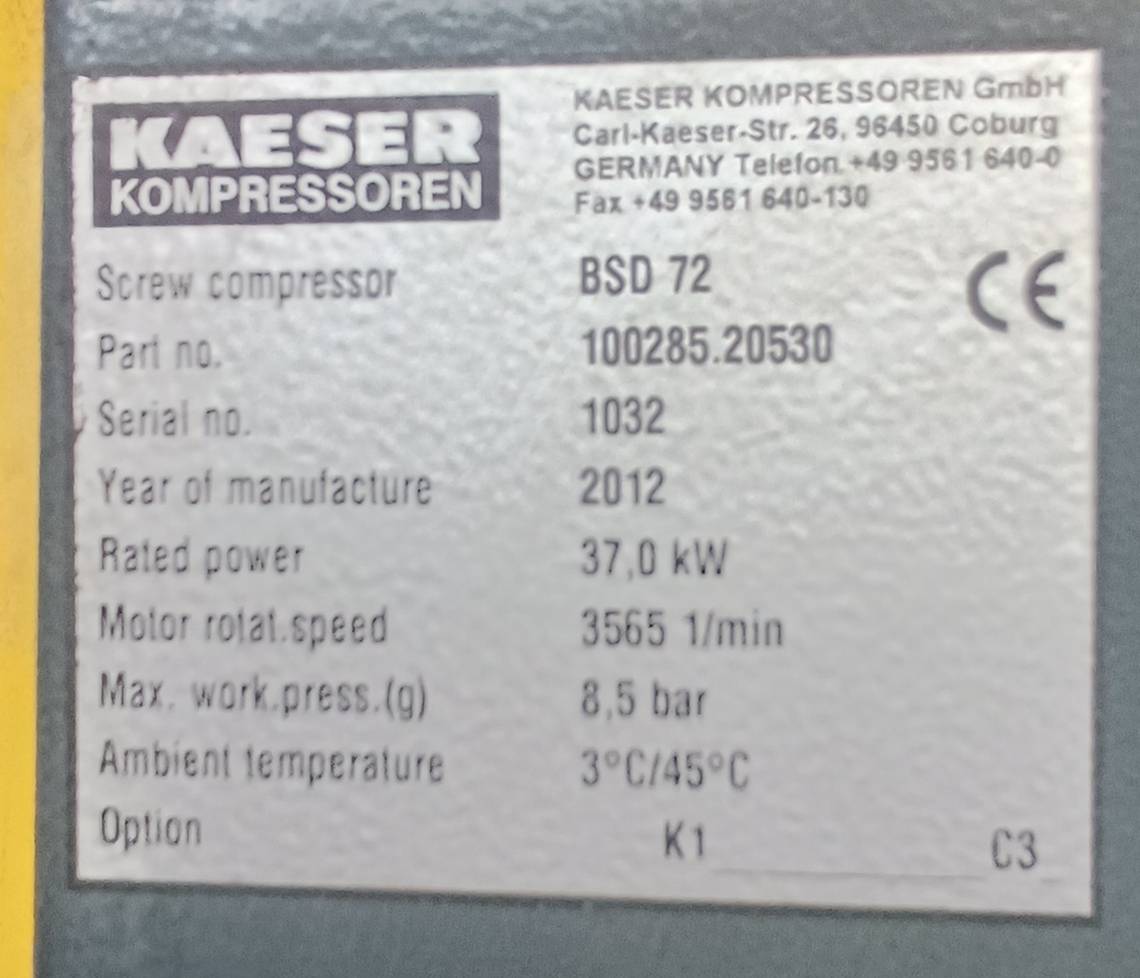 KAESER
KOMPRESSOREN
KAESER KOMPRESSOREN GmbH
Carl-Kaeser-Str. 26, 96450 Coburg
GERMANY Telefon +49 9561 640-0
Fax +49 9561 640-130
Screw compressor BSD 72 CE
Part no. 100285.20530
Serial no. 1032
Year of manufacture 2012
Rated power 37,0 kW
Motor rotat.speed 3565 1/min
Max. work.press.(g) 8,5 bar
Ambient temperature 3°C/45°C
Option K1 C3